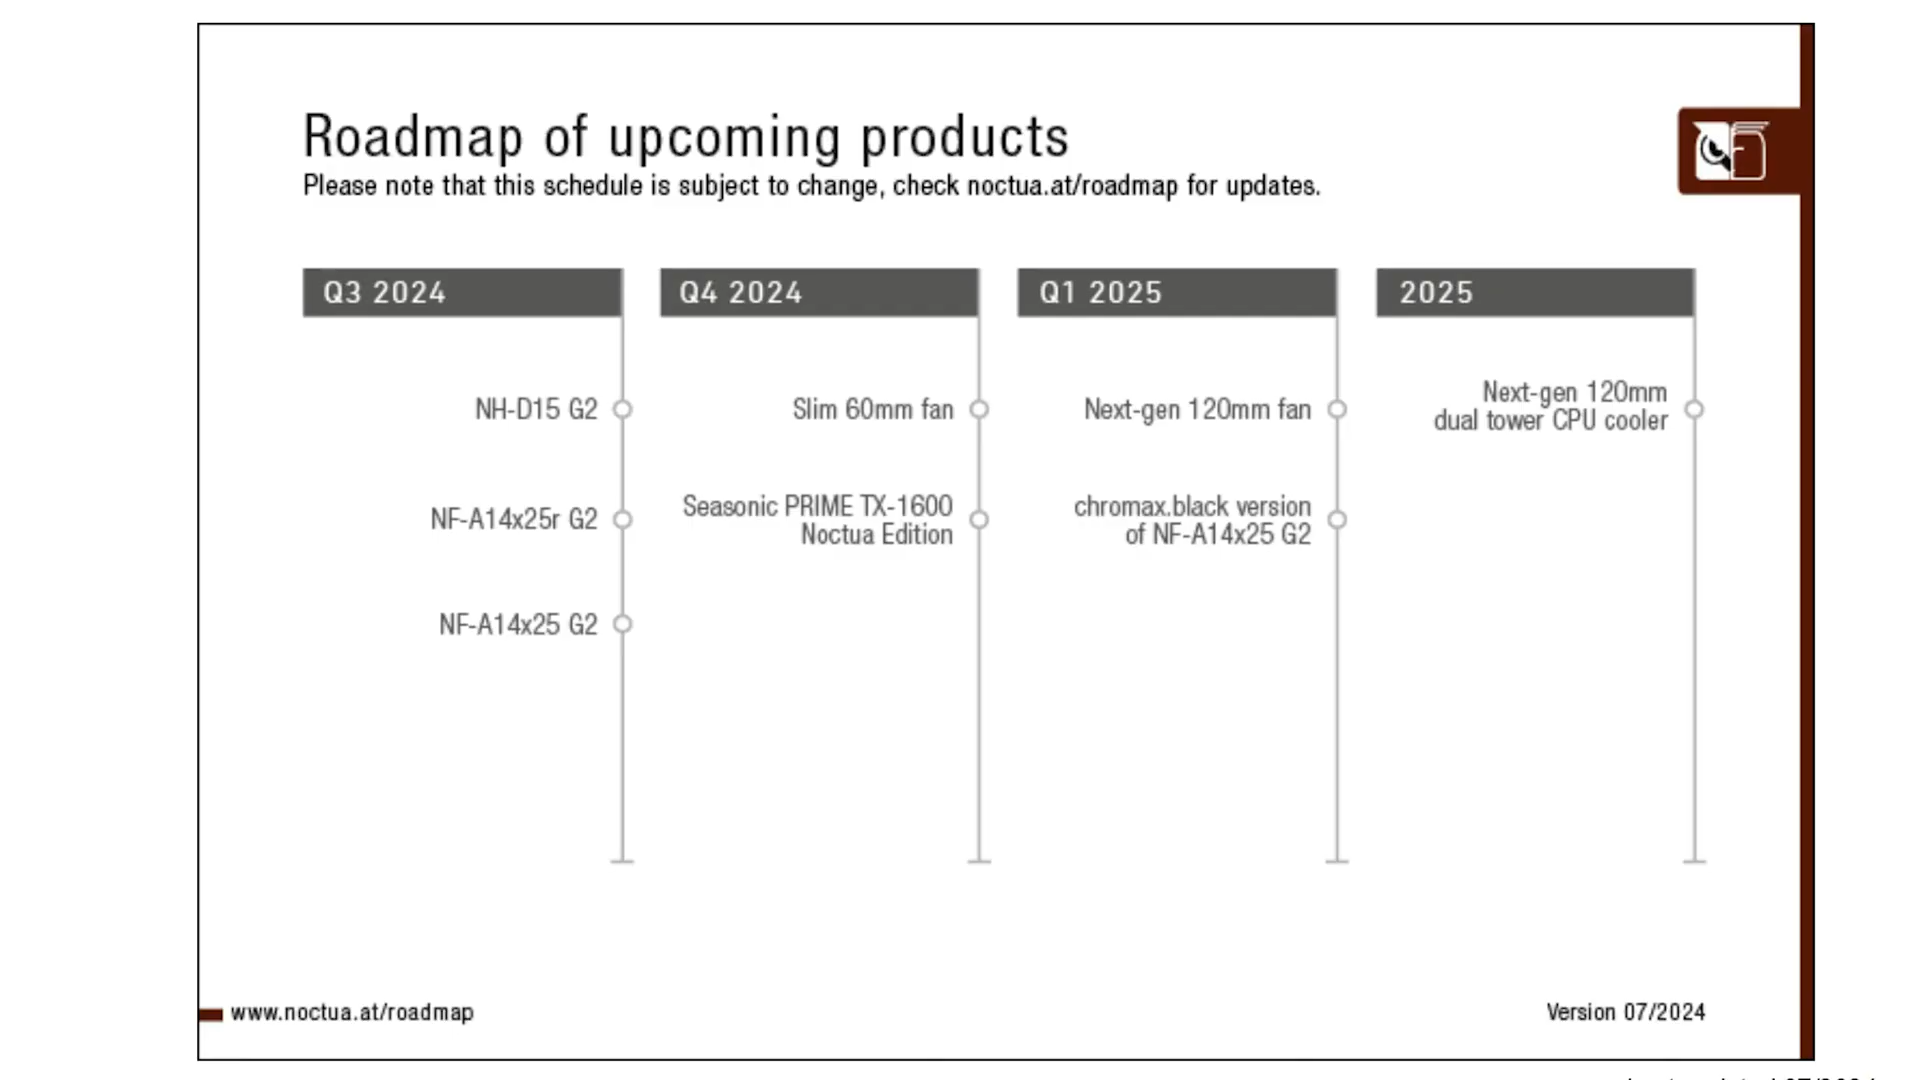 Roadmap of upcoming products
Please note that this schedule is subject to change, check noctua.at/roadmap for updates.
Q3 2024
NH-D15 G2
NF-A14x25r G2
NF-A14x25 G2
Q4 2024
Slim 60mm fan
Seasonic PRIME TX-1600
Noctua Edition
Q1 2025
Next-gen 120mm fan
chromax.black version
of NF-A14x25 G2
2025
Next-gen 120mm
dual tower CPU cooler
www.noctua.at/roadmap
Version 07/2024